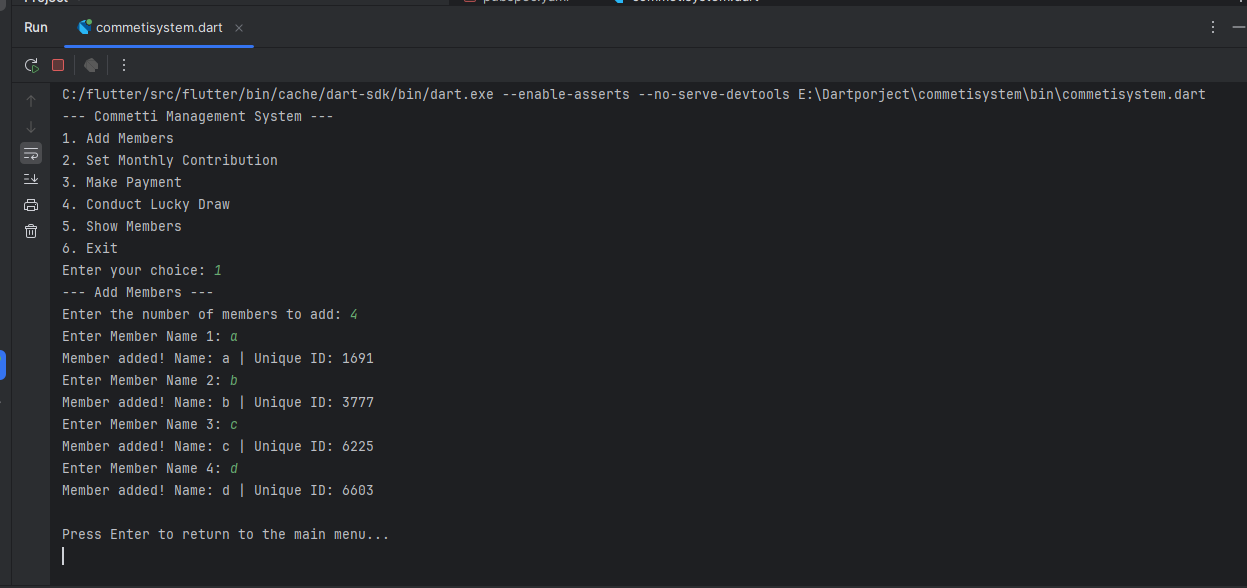 Project
pubspec.yaml
commetisystem.dart
Run
commetisystem.dart
C:/flutter/src/flutter/bin/cache/dart-sdk/bin/dart.exe --enable-asserts --no-serve-devtools E:\Dartporject\commetisystem\bin\commetisystem.dart
--- Commetti Management System ---
1. Add Members
2. Set Monthly Contribution
3. Make Payment
4. Conduct Lucky Draw
5. Show Members
6. Exit
Enter your choice: 1
--- Add Members ---
Enter the number of members to add: 4
Enter Member Name 1: a
Member added! Name: a | Unique ID: 1691
Enter Member Name 2: b
Member added! Name: b | Unique ID: 3777
Enter Member Name 3: c
Member added! Name: c | Unique ID: 6225
Enter Member Name 4: d
Member added! Name: d | Unique ID: 6603
Press Enter to return to the main menu...